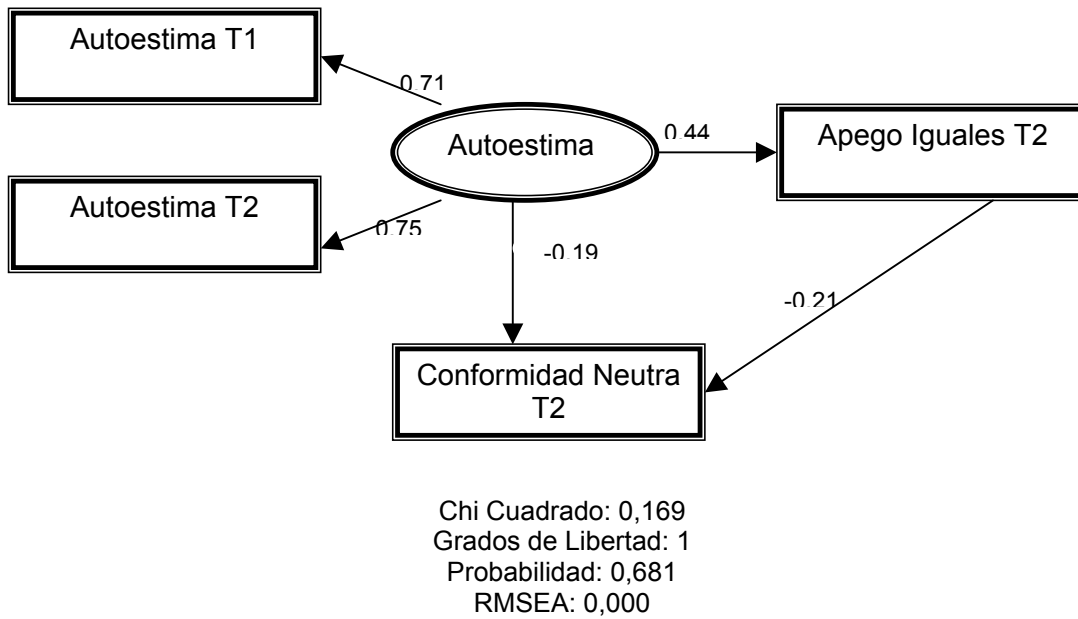 Autoestima T1
0.71
Autoestima
0.44
Apego Iguales T2
Autoestima T2
0.75
-0.19
-0.21
Conformidad Neutra
T2
Chi Cuadrado: 0,169
Grados de Libertad: 1
Probabilidad: 0,681
RMSEA: 0,000